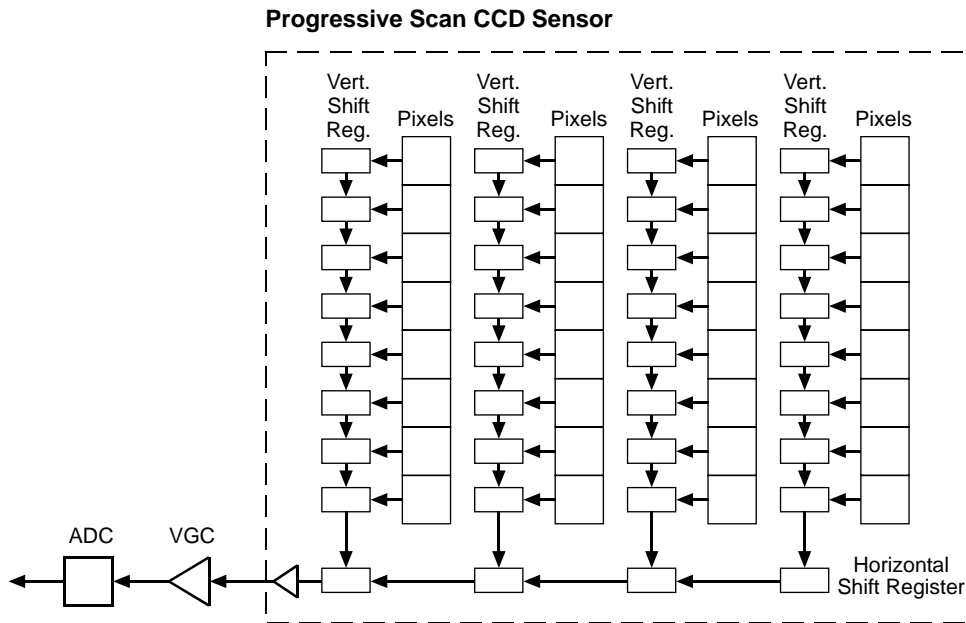 Progressive Scan CCD Sensor
Vert.
Shift
Reg.
Pixels
Vert.
Shift
Reg.
Pixels
Vert.
Shift
Reg.
Pixels
Vert.
Shift
Reg.
Pixels
ADC
VGC
Horizontal
Shift Register